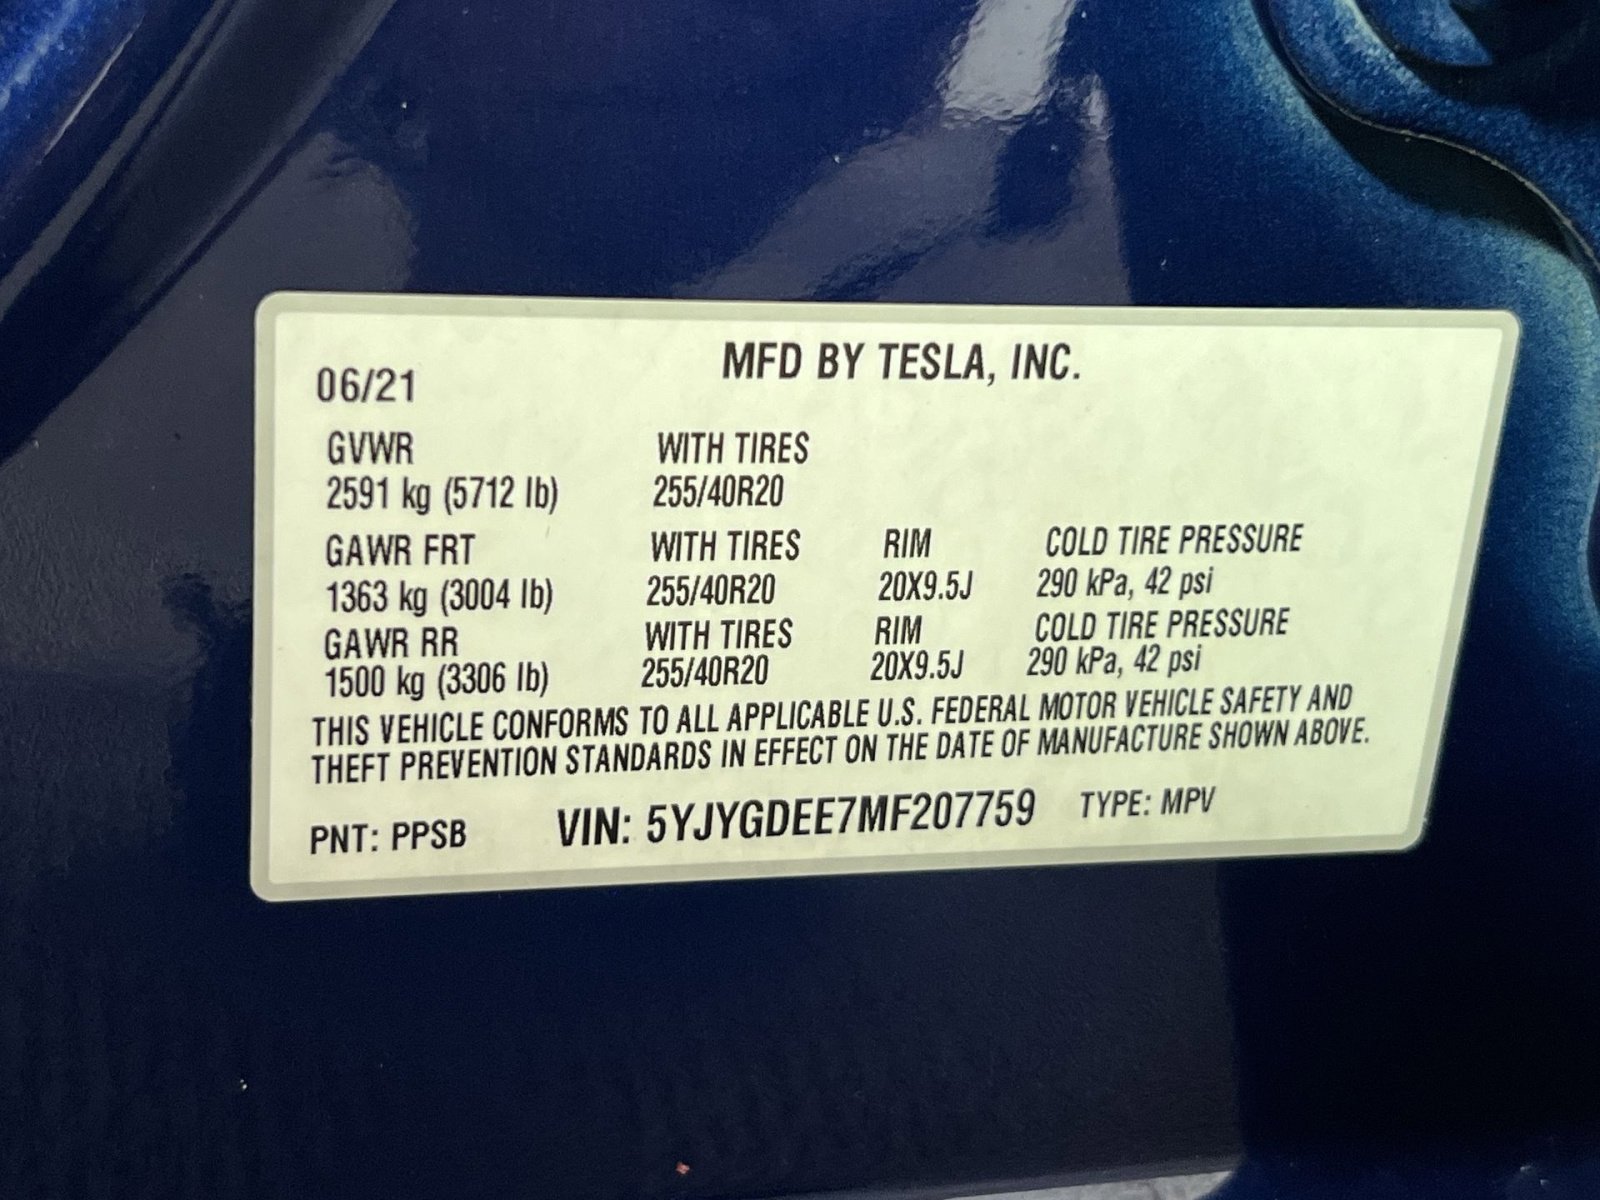 MFD BY TESLA, INC.
06/21
GVWR WITH TIRES
2591 kg (5712 lb) 255/40R20
GAWR FRT WITH TIRES RIM COLD TIRE PRESSURE
1363 kg (3004 lb) 255/40R20 20X9.5J 290 kPa, 42 psi
GAWR RR WITH TIRES RIM COLD TIRE PRESSURE
1500 kg (3306 lb) 255/40R20 20X9.5J 290 kPa, 42 psi
THIS VEHICLE CONFORMS TO ALL APPLICABLE U.S. FEDERAL MOTOR VEHICLE SAFETY AND
THEFT PREVENTION STANDARDS IN EFFECT ON THE DATE OF MANUFACTURE SHOWN ABOVE.
PNT: PPSB VIN: 5YJYGDEE7MF207759 TYPE: MPV